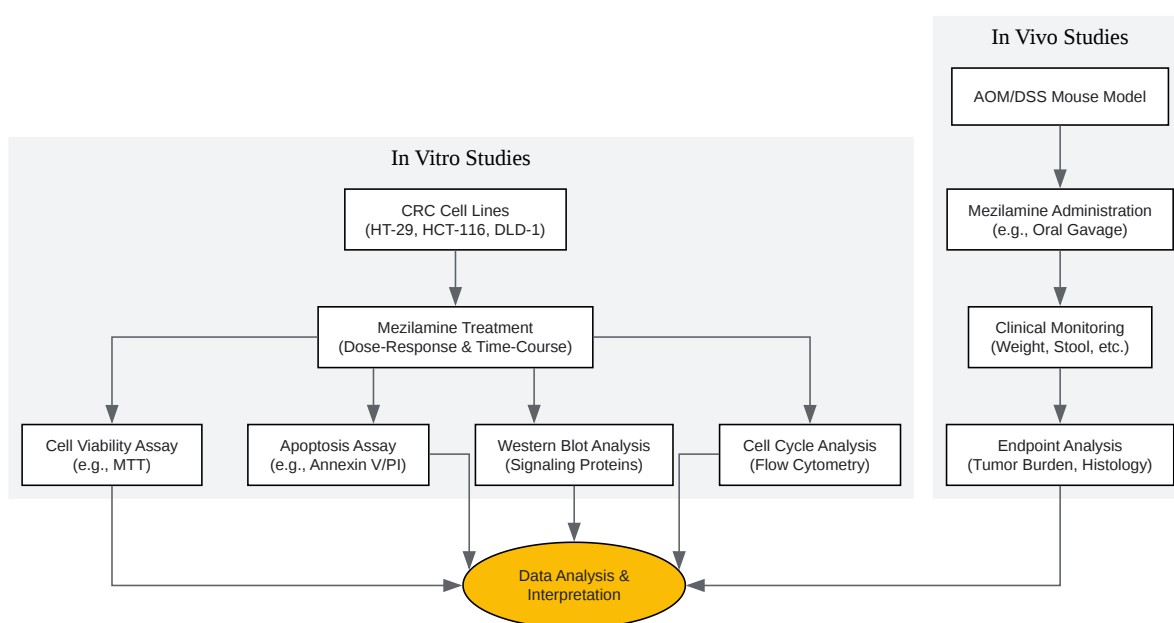 In Vivo Studies
AOM/DSS Mouse Model
In Vitro Studies
CRC Cell Lines
(HT-29, HCT-116, DLD-1)
Mezilamine Administration
(e.g., Oral Gavage)
Mezilamine Treatment
(Dose-Response & Time-Course)
Clinical Monitoring
(Weight, Stool, etc.)
Cell Viability Assay
(e.g., MTT)
Apoptosis Assay
(e.g., Annexin V/PI)
Western Blot Analysis
(Signaling Proteins)
Cell Cycle Analysis
(Flow Cytometry)
Endpoint Analysis
(Tumor Burden, Histology)
Data Analysis &
Interpretation